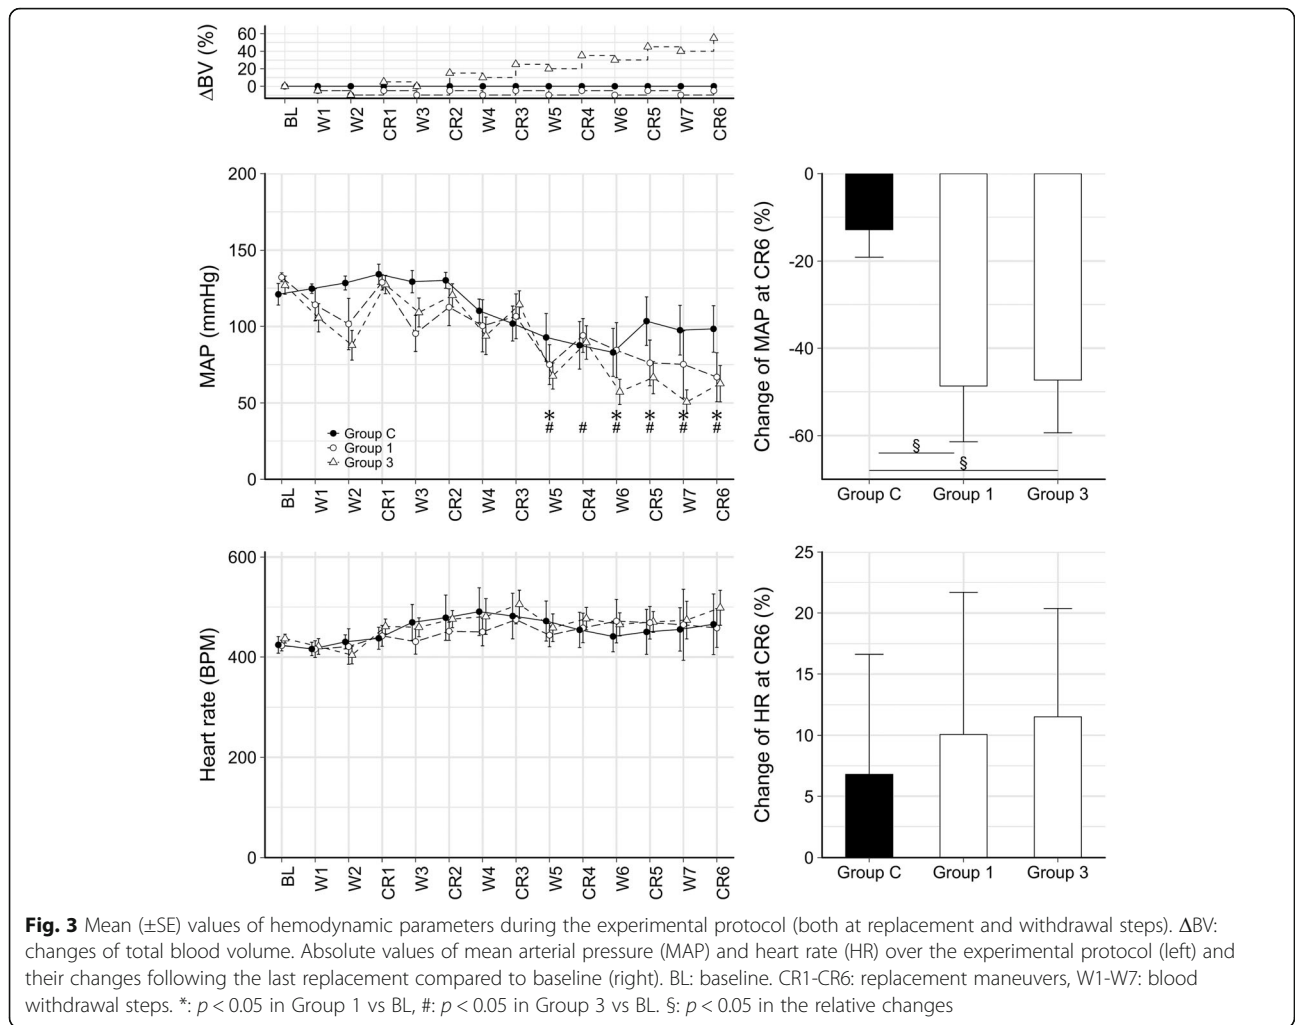 ΔBV (%)
60
40
20
0
BL W1 W2 CR1 W3 CR2 W4 CR3 W5 CR4 W6 CR5 W7 CR6
MAP (mmHg)
200
150
100
50
0
* * * * *
# # # # # #
Group C
Group 1
Group 3
BL W1 W2 CR1 W3 CR2 W4 CR3 W5 CR4 W6 CR5 W7 CR6
Change of MAP at CR6 (%)
0
-20
-40
-60
§
§
Group C Group 1 Group 3
Heart rate (BPM)
600
400
200
0
BL W1 W2 CR1 W3 CR2 W4 CR3 W5 CR4 W6 CR5 W7 CR6
Change of HR at CR6 (%)
25
20
15
10
5
0
Group C Group 1 Group 3
Fig. 3 Mean (±SE) values of hemodynamic parameters during the experimental protocol (both at replacement and withdrawal steps). ΔBV:
changes of total blood volume. Absolute values of mean arterial pressure (MAP) and heart rate (HR) over the experimental protocol (left) and
their changes following the last replacement compared to baseline (right). BL: baseline. CR1-CR6: replacement maneuvers, W1-W7: blood
withdrawal steps. *: p < 0.05 in Group 1 vs BL, #: p < 0.05 in Group 3 vs BL. §: p < 0.05 in the relative changes